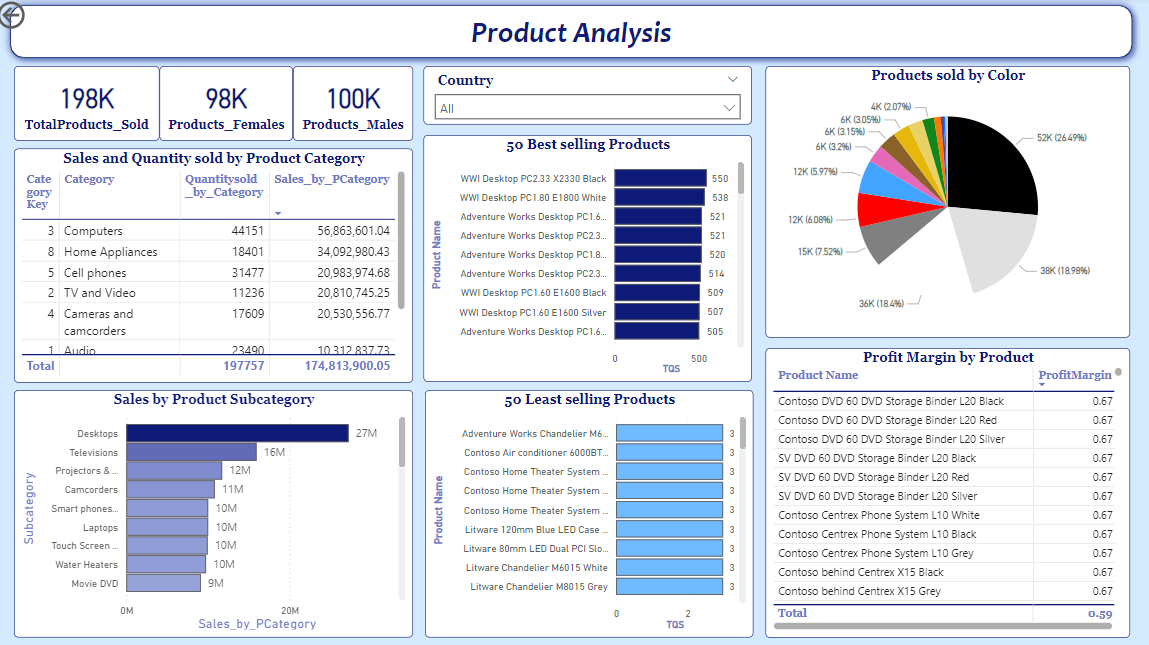 Product Analysis
198K
TotalProducts_Sold
98K
Products_Females
100K
Products_Males
Country
All
Sales and Quantity sold by Product Category
Cate
gory
Key
Category
Quantitysold
_by_Category
Sales_by_PCategory
3 Computers 44151 56,863,601.04
8 Home Appliances 18401 34,092,980.43
5 Cell phones 31477 20,983,974.68
2 TV and Video 11236 20,810,745.25
4 Cameras and
camcorders 17609 20,530,556.77
1 Audio 23490 10,312,837.73
Total 197757 174,813,900.05
50 Best selling Products
Product Name
WWI Desktop PC2.33 X2330 Black 550
WWI Desktop PC1.80 E1800 White 538
Adventure Works Desktop PC1.6... 521
Adventure Works Desktop PC2.3... 521
Adventure Works Desktop PC1.8... 520
Adventure Works Desktop PC2.3... 514
WWI Desktop PC1.60 E1600 Black 509
WWI Desktop PC1.60 E1600 Silver 507
Adventure Works Desktop PC1.6... 505
0 500
TQS
Products sold by Color
4K (2.07%)
6K (3.05%)
6K (3.15%)
6K (3.2%)
12K (5.97%)
12K (6.08%)
15K (7.52%)
36K (18.4%)
52K (26.49%)
38K (18.98%)
Sales by Product Subcategory
Subcategory
Desktops 27M
Televisions 16M
Projectors & ... 12M
Camcorders 11M
Smart phones... 10M
Laptops 10M
Touch Screen ... 10M
Water Heaters 10M
Movie DVD 9M
0M 20M
Sales_by_PCategory
50 Least selling Products
Product Name
Adventure Works Chandelier M6... 3
Contoso Air conditioner 6000BT... 3
Contoso Home Theater System ... 3
Contoso Home Theater System ... 3
Contoso Home Theater System ... 3
Litware 120mm Blue LED Case ... 3
Litware 80mm LED Dual PCI Slo... 3
Litware Chandelier M6015 White 3
Litware Chandelier M8015 Grey 3
0 2
TQS
Profit Margin by Product
Product Name ProfitMargin
Contoso DVD 60 DVD Storage Binder L20 Black 0.67
Contoso DVD 60 DVD Storage Binder L20 Red 0.67
Contoso DVD 60 DVD Storage Binder L20 Silver 0.67
SV DVD 60 DVD Storage Binder L20 Black 0.67
SV DVD 60 DVD Storage Binder L20 Red 0.67
SV DVD 60 DVD Storage Binder L20 Silver 0.67
Contoso Centrex Phone System L10 White 0.67
Contoso Centrex Phone System L10 Black 0.67
Contoso Centrex Phone System L10 Grey 0.67
Contoso behind Centrex X15 Black 0.67
Contoso behind Centrex X15 Grey 0.67
Total 0.59